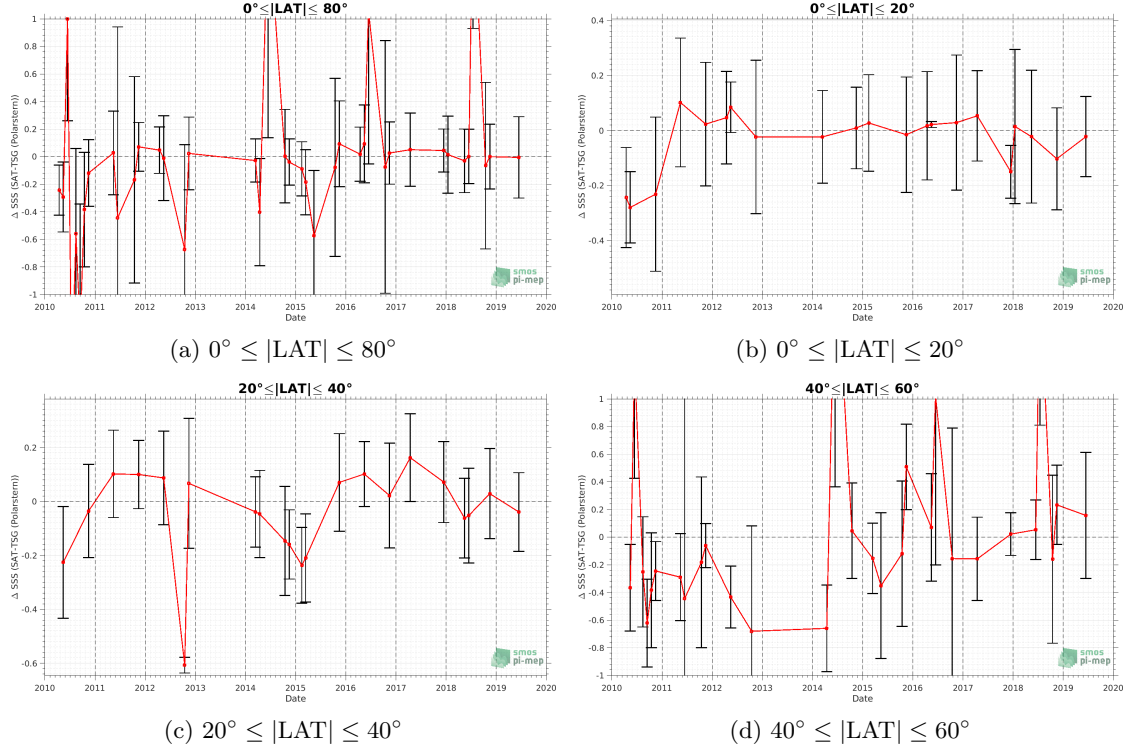 0°≤|LAT|≤ 80°
Δ SSS (SAT-TSG (Polarstern))
1
0.8
0.6
0.4
0.2
0
-0.2
-0.4
-0.6
-0.8
-1
2010 2011 2012 2013 2014 2015 2016 2017 2018 2019 2020
Date
smos
pi-mep
(a) 0° ≤ |LAT| ≤ 80°
0°≤|LAT|≤ 20°
Δ SSS (SAT-TSG (Polarstern))
0.4
0.2
0
-0.2
-0.4
2010 2011 2012 2013 2014 2015 2016 2017 2018 2019 2020
Date
smos
pi-mep
(b) 0° ≤ |LAT| ≤ 20°
20°≤|LAT|≤ 40°
Δ SSS (SAT-TSG (Polarstern))
0.2
0
-0.2
-0.4
-0.6
2010 2011 2012 2013 2014 2015 2016 2017 2018 2019 2020
Date
smos
pi-mep
(c) 20° ≤ |LAT| ≤ 40°
40°≤|LAT|≤ 60°
Δ SSS (SAT-TSG (Polarstern))
1
0.8
0.6
0.4
0.2
0
-0.2
-0.4
-0.6
-0.8
-1
2010 2011 2012 2013 2014 2015 2016 2017 2018 2019 2020
Date
smos
pi-mep
(d) 40° ≤ |LAT| ≤ 60°